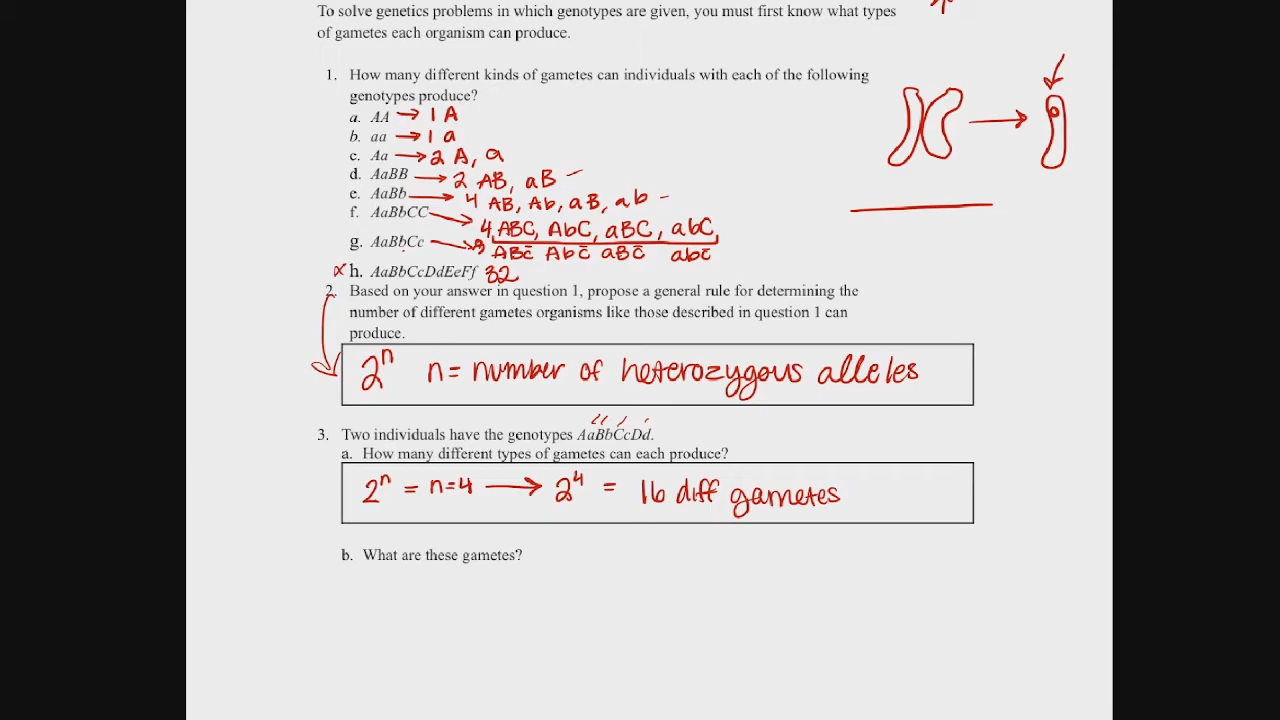 To solve genetics problems in which genotypes are given, you must first know what types
of gametes each organism can produce.
1. How many different kinds of gametes can individuals with each of the following
genotypes produce?
a. AA → 1 A
b. aa → 1 a
c. Aa → 2 A, a
d. AaBB → 2 AB, aB –
e. AaBb → 4 AB, Ab, aB, ab –
f. AaBbCC → 4 ABC, AbC, aBC, abC
g. AaBbCc → ABc Abc aBc abc
h. AaBbCcDdEeFf 32
2. Based on your answer in question 1, propose a general rule for determining the
number of different gametes organisms like those described in question 1 can
produce.
2ⁿ n = number of heterozygous alleles
3. Two individuals have the genotypes AaBbCcDd.
a. How many different types of gametes can each produce?
2ⁿ = n=4 → 2⁴ = 16 diff gametes
b. What are these gametes?